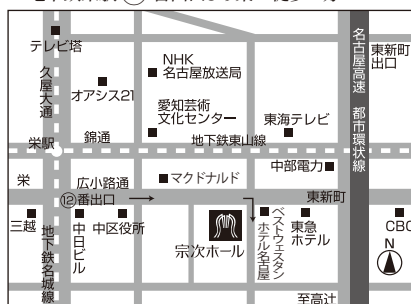 テレビ塔
久屋大通
オアシス21
NHK
名古屋放送局
愛知芸術
文化センター
東海テレビ
名古屋高速 都市環状線
東新町
出口
栄駅
錦通
地下鉄東山線
中部電力
栄
広小路通
マクドナルド
東新町
⑫番出口
三越
地下鉄名城線
中日
ビル
中区役所
宗次ホール
ベストウェスタン
ホテル名古屋
東急
ホテル
CBC
N
至高辻